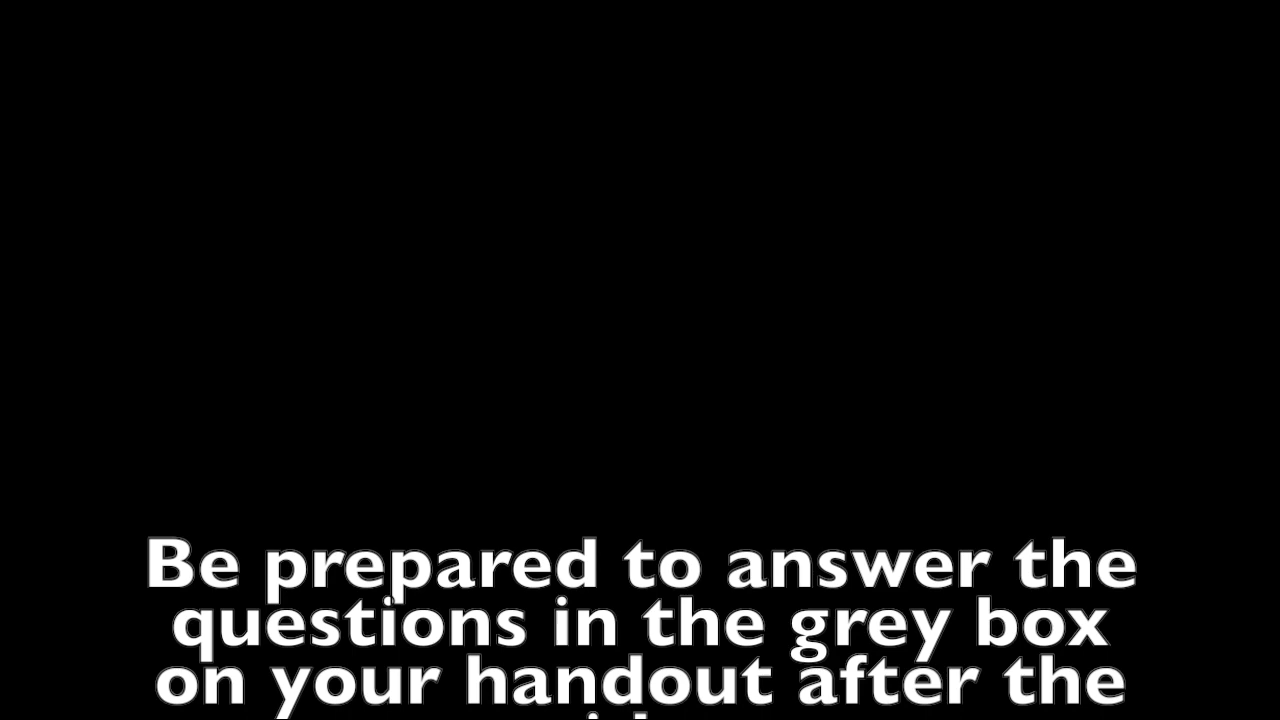 Be prepared to answer the
questions in the grey box
on your handout after the